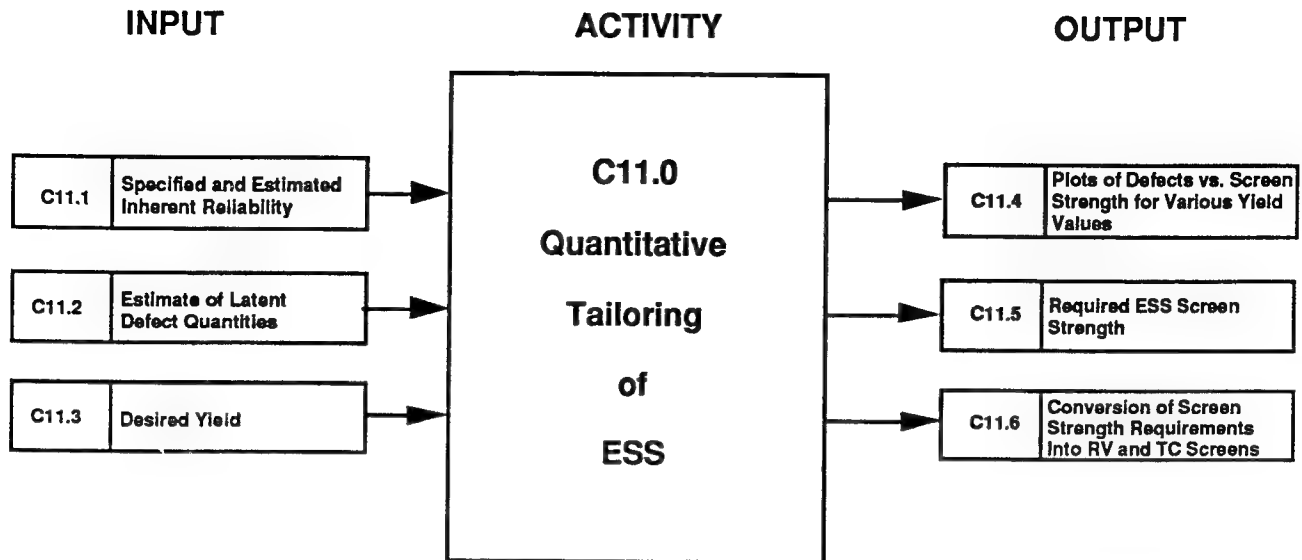 INPUT
ACTIVITY
OUTPUT
C11.1
Specified and Estimated
Inherent Reliability
C11.2
Estimate of Latent
Defect Quantities
C11.3
Desired Yield
C11.0
Quantitative
Tailoring
of
ESS
C11.4
Plots of Defects vs. Screen
Strength for Various Yield
Values
C11.5
Required ESS Screen
Strength
C11.6
Conversion of Screen
Strength Requirements
Into RV and TC Screens